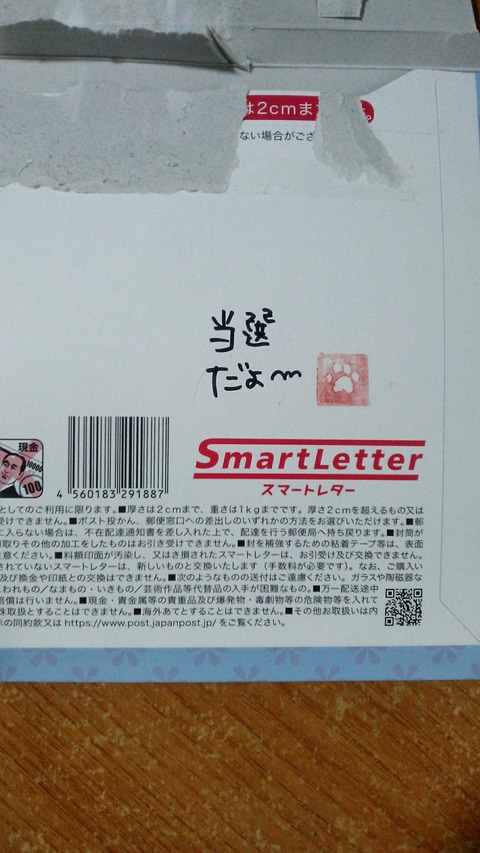 は2cmま
。
ない場合がござ
当選
だよ〜
現金
10000
100
4 560183 291887
SmartLetter
スマートレター
としてのご利用に限ります。■厚さは2cmまで、重さは1kgまでです。厚さ2cmを超えるもの又は
受けできません。■ポスト投かん、郵便窓口への差出しのいずれかの方法をお選びいただけます。■郵
に入らない場合は、不在配達通知書を差し入れた上で、配達を行う郵便局へ持ち戻ります。■封筒が
切取りその他の加工をしたものはお引き受けできません。■封を補強するための粘着テープ等は、表面
注意ください。■料額印面が汚染し、又はき損されたスマートレターは、お引受け及び交換できません。
されていないスマートレターは、新しいものと交換いたします(手数料が必要です)。なお、ご購入
及び換金や印紙との交換はできません。■次のようなものの送付はご遠慮ください。ガラスや陶磁器な
われもの/なまもの・いきもの/芸術作品等代替品の入手が困難なもの。■万一配送途中
賠償は行いません。■現金・貴金属等の貴重品及び爆発物・毒劇物等の危険物等を入れて
殊取扱とすることはできません。■海外あてとすることはできません。■その他お取扱いは内
示の同約款又は https://www.post.japanpost.jp/ をご覧ください。